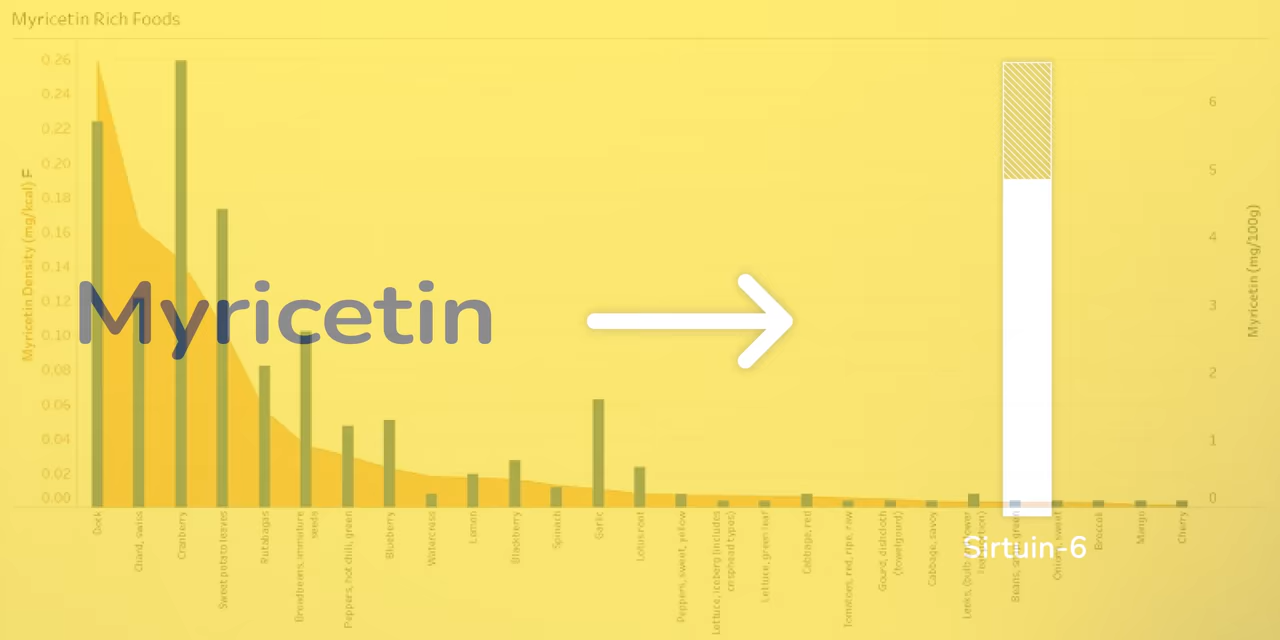 Myricetin Rich Foods
0.26
0.24
0.22
0.20
0.18
0.16
0.14
0.12
0.10
0.08
0.06
0.04
0.02
0.00
Myricetin Density (mg/kcal) F
6
5
4
3
2
1
0
Myricetin (mg/100g)
Myricetin
Sirtuin-6
Dock
Chard, swiss
Cranberry
Sweet potato leaves
Rutabagas
Broadbeans, immature
seeds
Peppers, hot chili, green
Blueberry
Watercress
Lemon
Blackberry
Spinach
Garlic
Lotus root
Peppers, sweet, yellow
Lettuce, iceberg (includes
crisphead types)
Lettuce, green leaf
Cabbage, red
Tomatoes, red, ripe, raw
Gourd, dishcloth
(towelgourd)
Cabbage, savoy
Leeks, (bulb
Beans, green
sweet
Broccoli
Mango
Cherry